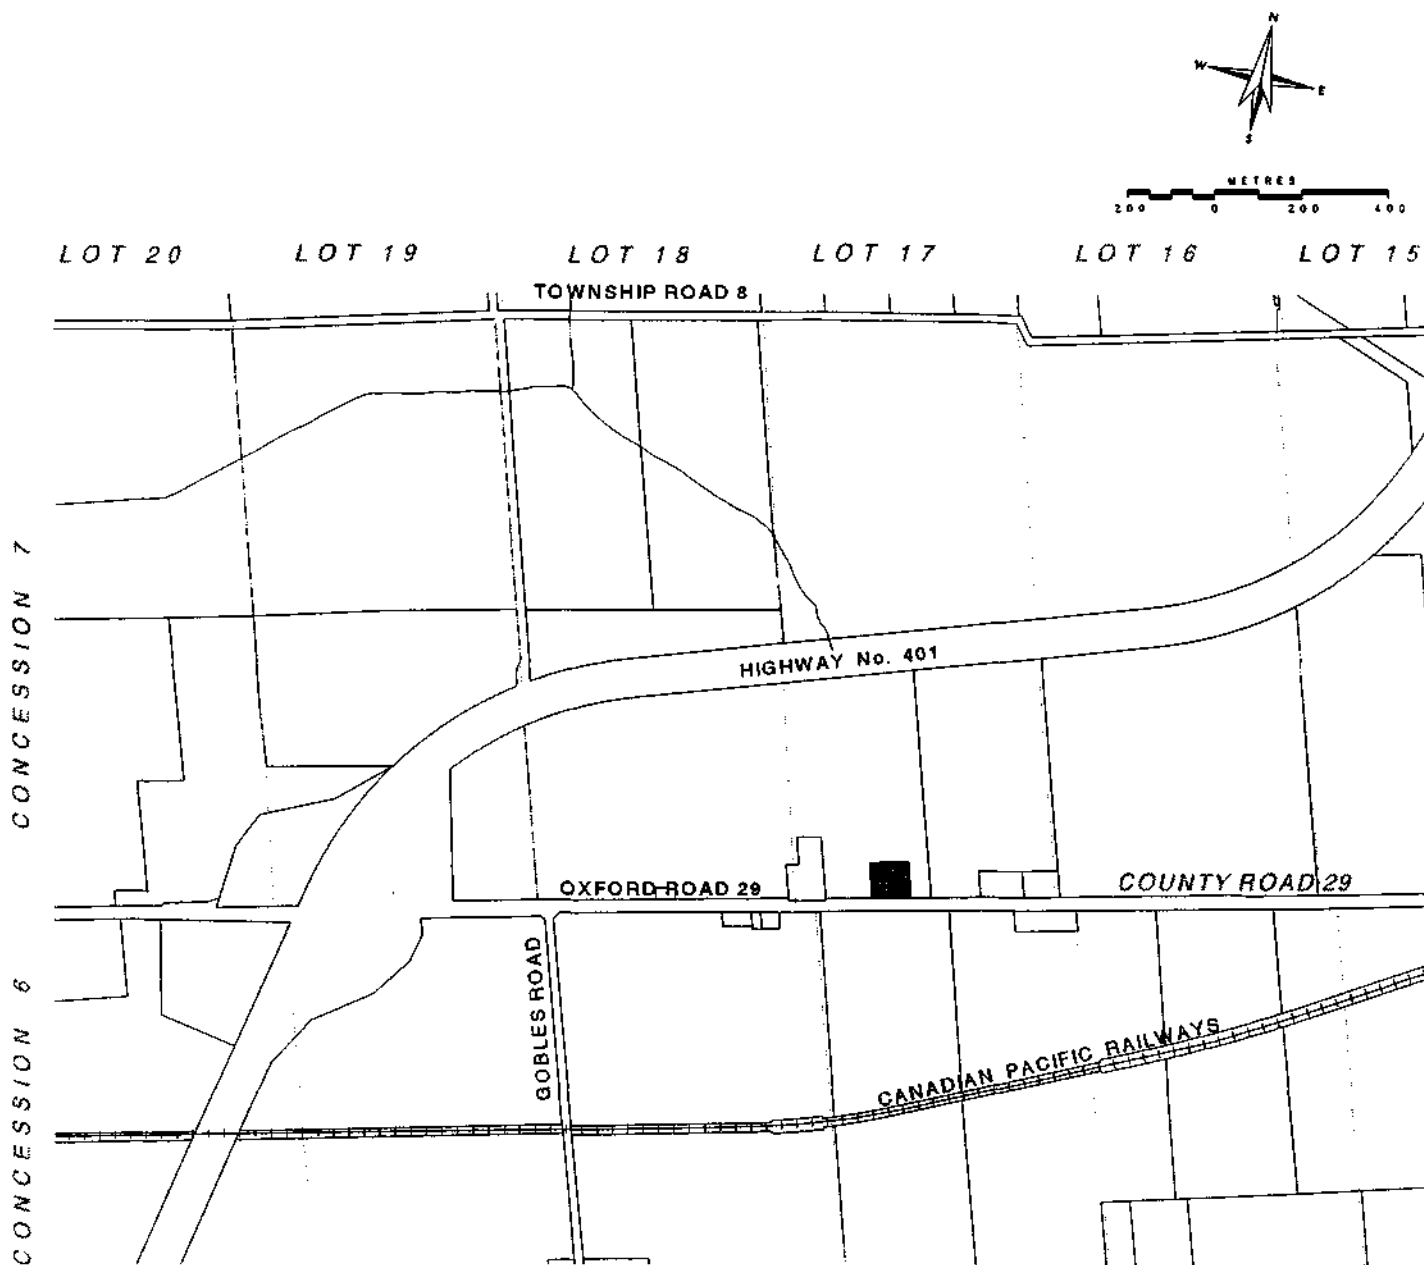 N
W
E
S
METRES
200 0 200 400
LOT 20 LOT 19 LOT 18 LOT 17 LOT 16 LOT 15
TOWNSHIP ROAD 8
CONCESSION 7
HIGHWAY No. 401
OXFORD ROAD 29
COUNTY ROAD 29
GOBLES ROAD
CONCESSION 6
CANADIAN PACIFIC RAILWAYS